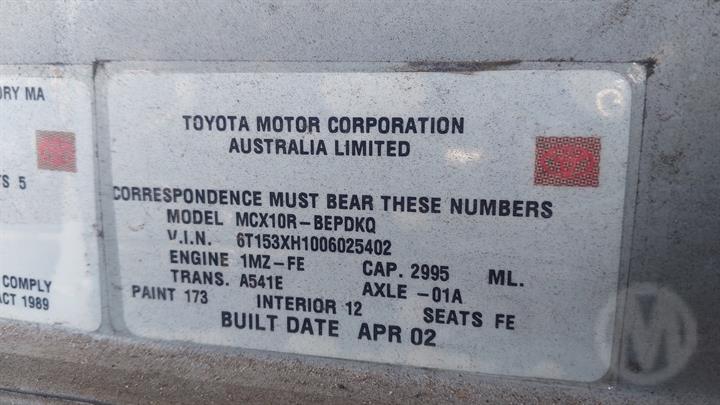 ORY MA
S 5
COMPLY
ACT 1989
TOYOTA MOTOR CORPORATION
AUSTRALIA LIMITED
CORRESPONDENCE MUST BEAR THESE NUMBERS
MODEL MCX10R-BEPDKQ
V.I.N. 6T153XH1006025402
ENGINE 1MZ-FE CAP. 2995 ML.
TRANS. A541E AXLE -01A
PAINT 173 INTERIOR 12 SEATS FE
BUILT DATE APR 02
M